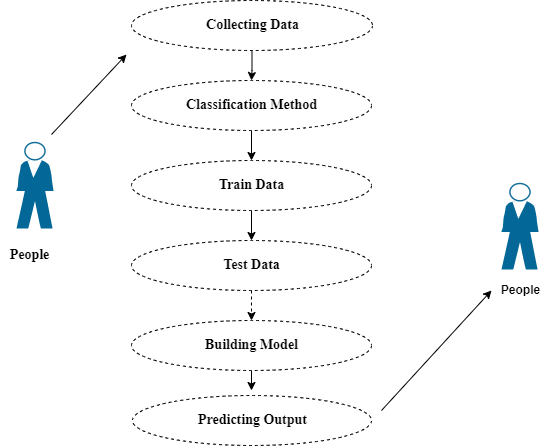 Collecting Data
Classification Method
Train Data
People
Test Data
People
Building Model
Predicting Output